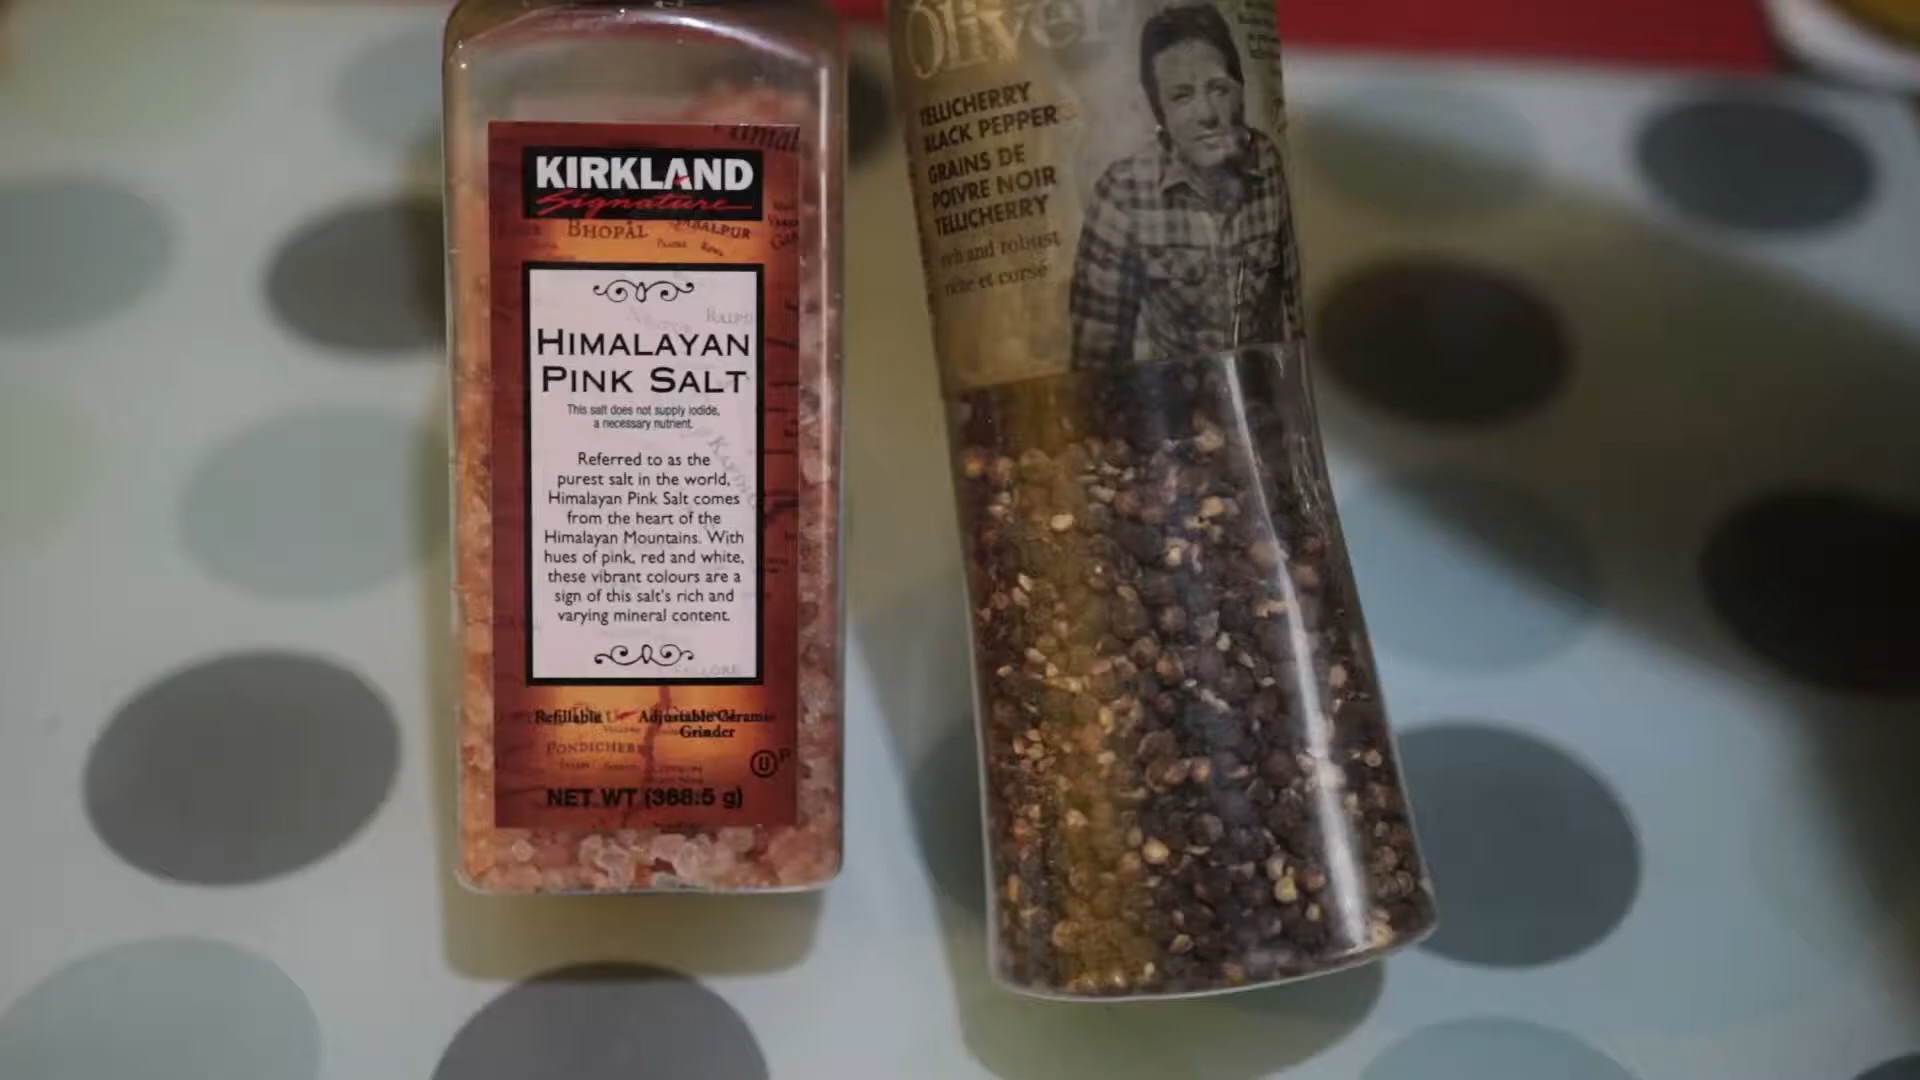 KIRKLAND
Signature
BHOPAL
HIMALAYAN
PINK SALT
This salt does not supply iodide,
a necessary nutrient.
Referred to as the
purest salt in the world,
Himalayan Pink Salt comes
from the heart of the
Himalayan Mountains. With
hues of pink, red and white,
these vibrant colours are a
sign of this salt's rich and
varying mineral content.
Refillable
Adjustable Ceramic
Grinder
NET WT (368.5 g)
Oliver
TELLICHERRY
BLACK PEPPER
GRAINS DE
POIVRE NOIR
TELLICHERRY
rich and robust
riche et corsé